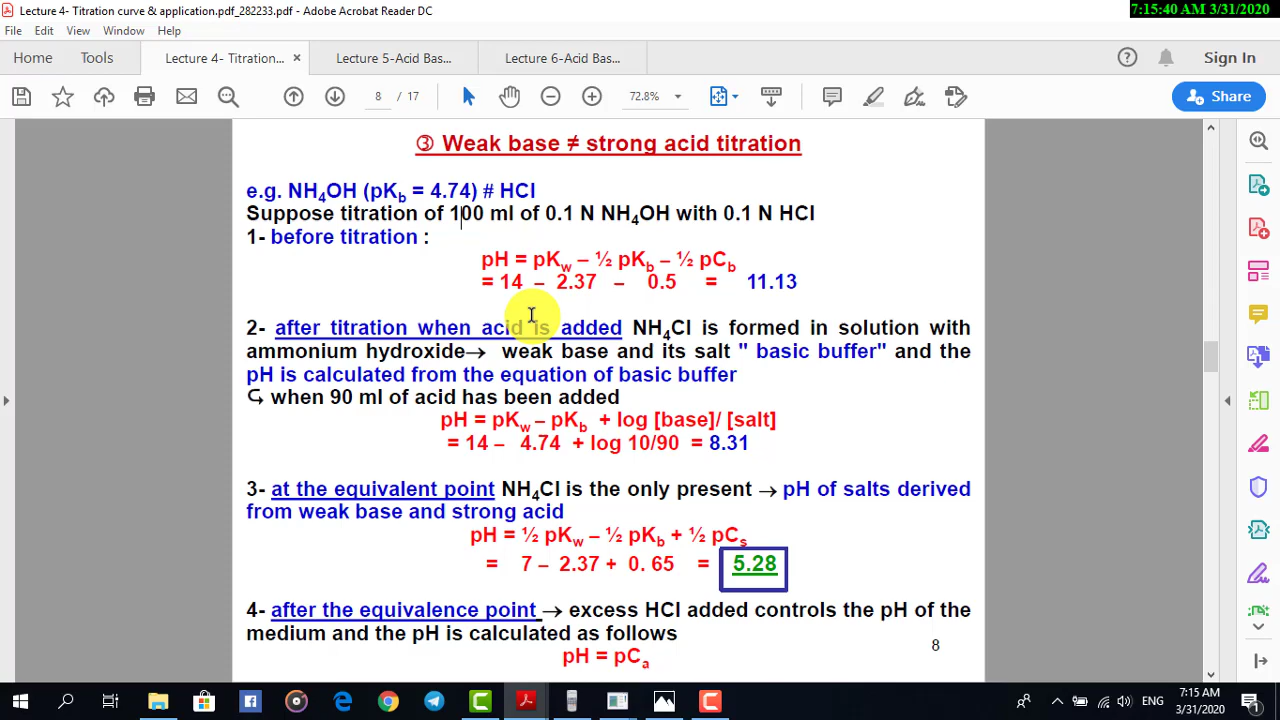 Lecture 4- Titration curve & application.pdf_282233.pdf - Adobe Acrobat Reader DC
7:15:40 AM 3/31/2020
File Edit View Window Help
Home Tools Lecture 4- Titration... × Lecture 5-Acid Bas... Lecture 6-Acid Bas... Sign In
8 / 17 72.8% Share
③ Weak base ≠ strong acid titration
e.g. NH₄OH (pKb = 4.74) # HCl
Suppose titration of 100 ml of 0.1 N NH₄OH with 0.1 N HCl
1- before titration :
pH = pKw – ½ pKb – ½ pCb
= 14 – 2.37 – 0.5 = 11.13
2- after titration when acid is added NH₄Cl is formed in solution with
ammonium hydroxide→ weak base and its salt " basic buffer" and the
pH is calculated from the equation of basic buffer
⤷ when 90 ml of acid has been added
pH = pKw – pKb + log [base]/ [salt]
= 14 – 4.74 + log 10/90 = 8.31
3- at the equivalent point NH₄Cl is the only present → pH of salts derived
from weak base and strong acid
pH = ½ pKw – ½ pKb + ½ pCs
= 7 – 2.37 + 0. 65 = 5.28
4- after the equivalence point → excess HCl added controls the pH of the
medium and the pH is calculated as follows
8
pH = pCa
ENG 7:15 AM
3/31/2020